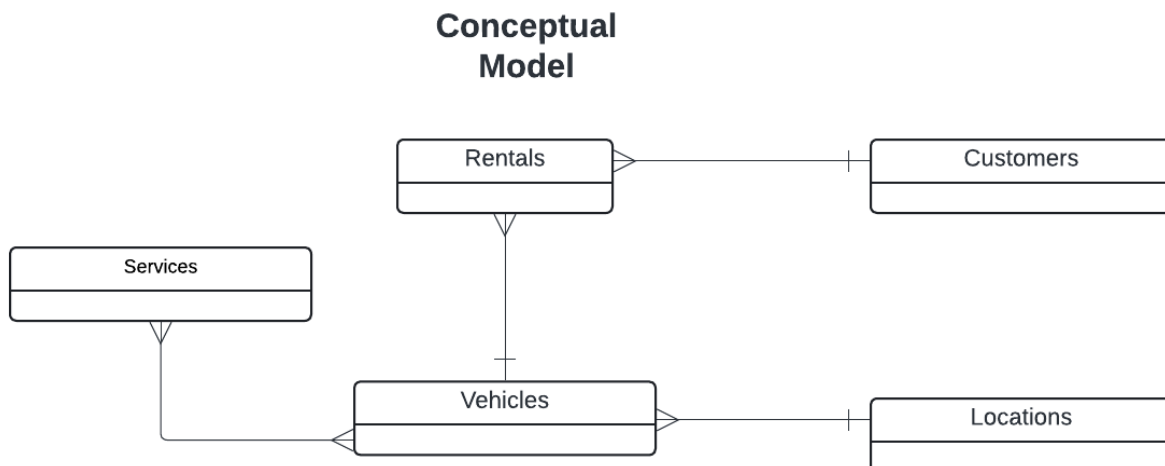 Conceptual
Model
Rentals
Customers
Services
Vehicles
Locations